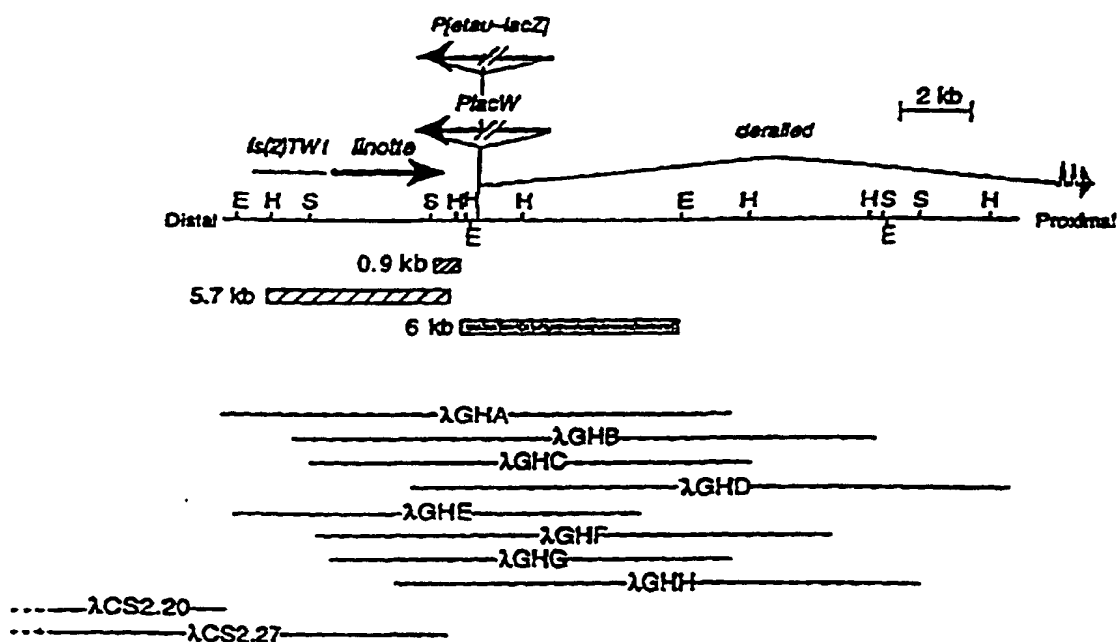 P[etau-lacZ]
PlacW
2 kb
derailed
ls(2)TW1 linotte
E H S S H H H E H H S S H
Distal E E Proximal
0.9 kb
5.7 kb
6 kb
λGHA
λGHB
λGHC
λGHD
λGHE
λGHF
λGHG
λGHH
λCS2.20
λCS2.27